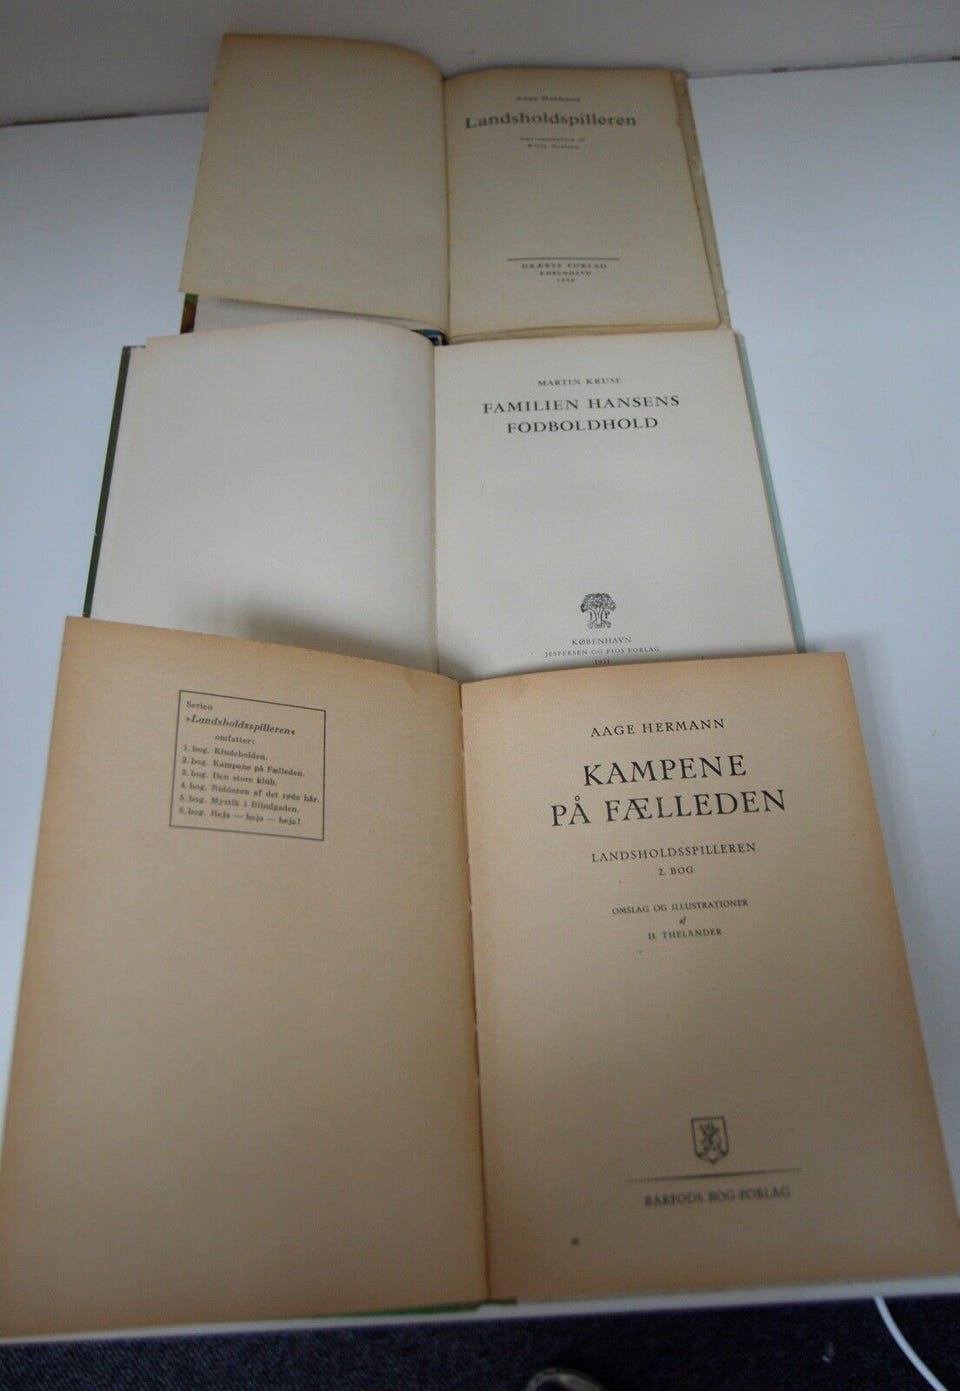 Aage Hermann
Landsholdspilleren
KØBENHAVN
MARTIN KRUSE
FAMILIEN HANSENS
FODBOLDHOLD
KØBENHAVN
JESPERSEN OG PIOS FORLAG
Serien
»Landsholdsspilleren«
omfatter:
1. bog. Kludebolden.
2. bog. Kampene på Fælleden.
3. bog. Den store klub.
4. bog. Ridderen af det røde hår.
5. bog. Mystik i Blindgaden.
6. bog. Heja — heja — heja!
AAGE HERMANN
KAMPENE
PÅ FÆLLEDEN
LANDSHOLDSSPILLEREN
2. BOG
OMSLAG OG ILLUSTRATIONER
af
H. THELANDER
BARFODS BOG-FORLAG